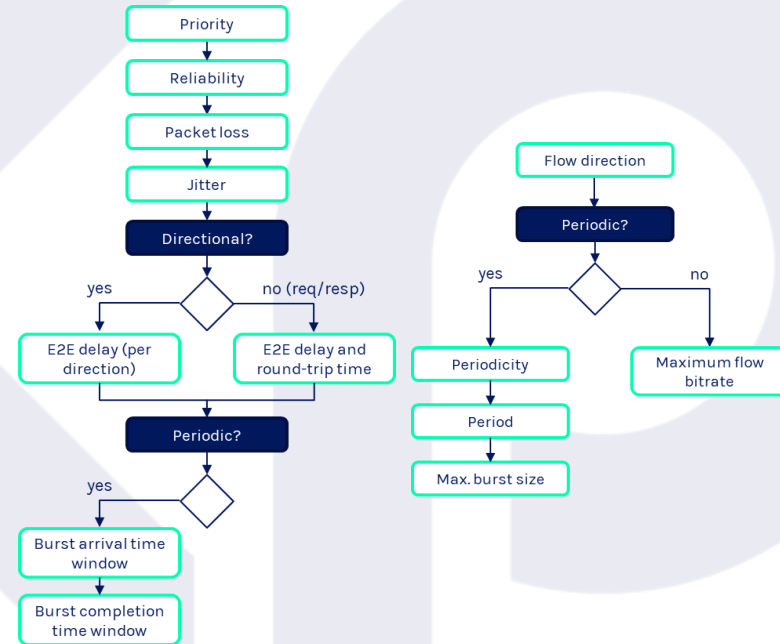 Priority
Reliability
Packet loss
Jitter
Directional?
yes
no (req/resp)
E2E delay (per
direction)
E2E delay and
round-trip time
Periodic?
yes
Burst arrival time
window
Burst completion
time window
Flow direction
Periodic?
yes
no
Periodicity
Period
Max. burst size
Maximum flow
bitrate